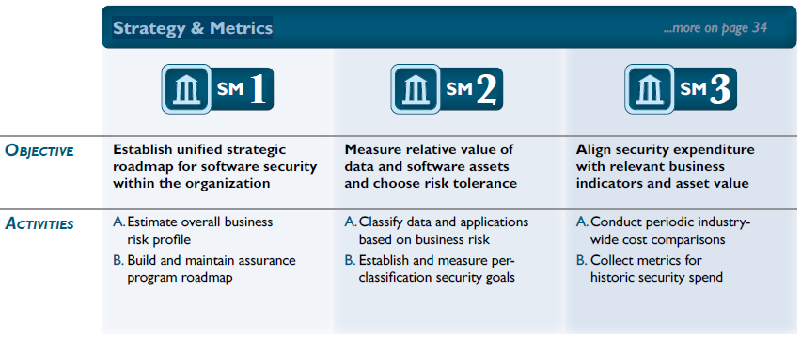 Strategy & Metrics ...more on page 34
SM 1 SM 2 SM 3
OBJECTIVE
Establish unified strategic
roadmap for software security
within the organization
Measure relative value of
data and software assets
and choose risk tolerance
Align security expenditure
with relevant business
indicators and asset value
ACTIVITIES
A. Estimate overall business
risk profile
B. Build and maintain assurance
program roadmap
A. Classify data and applications
based on business risk
B. Establish and measure per-
classification security goals
A. Conduct periodic industry-
wide cost comparisons
B. Collect metrics for
historic security spend